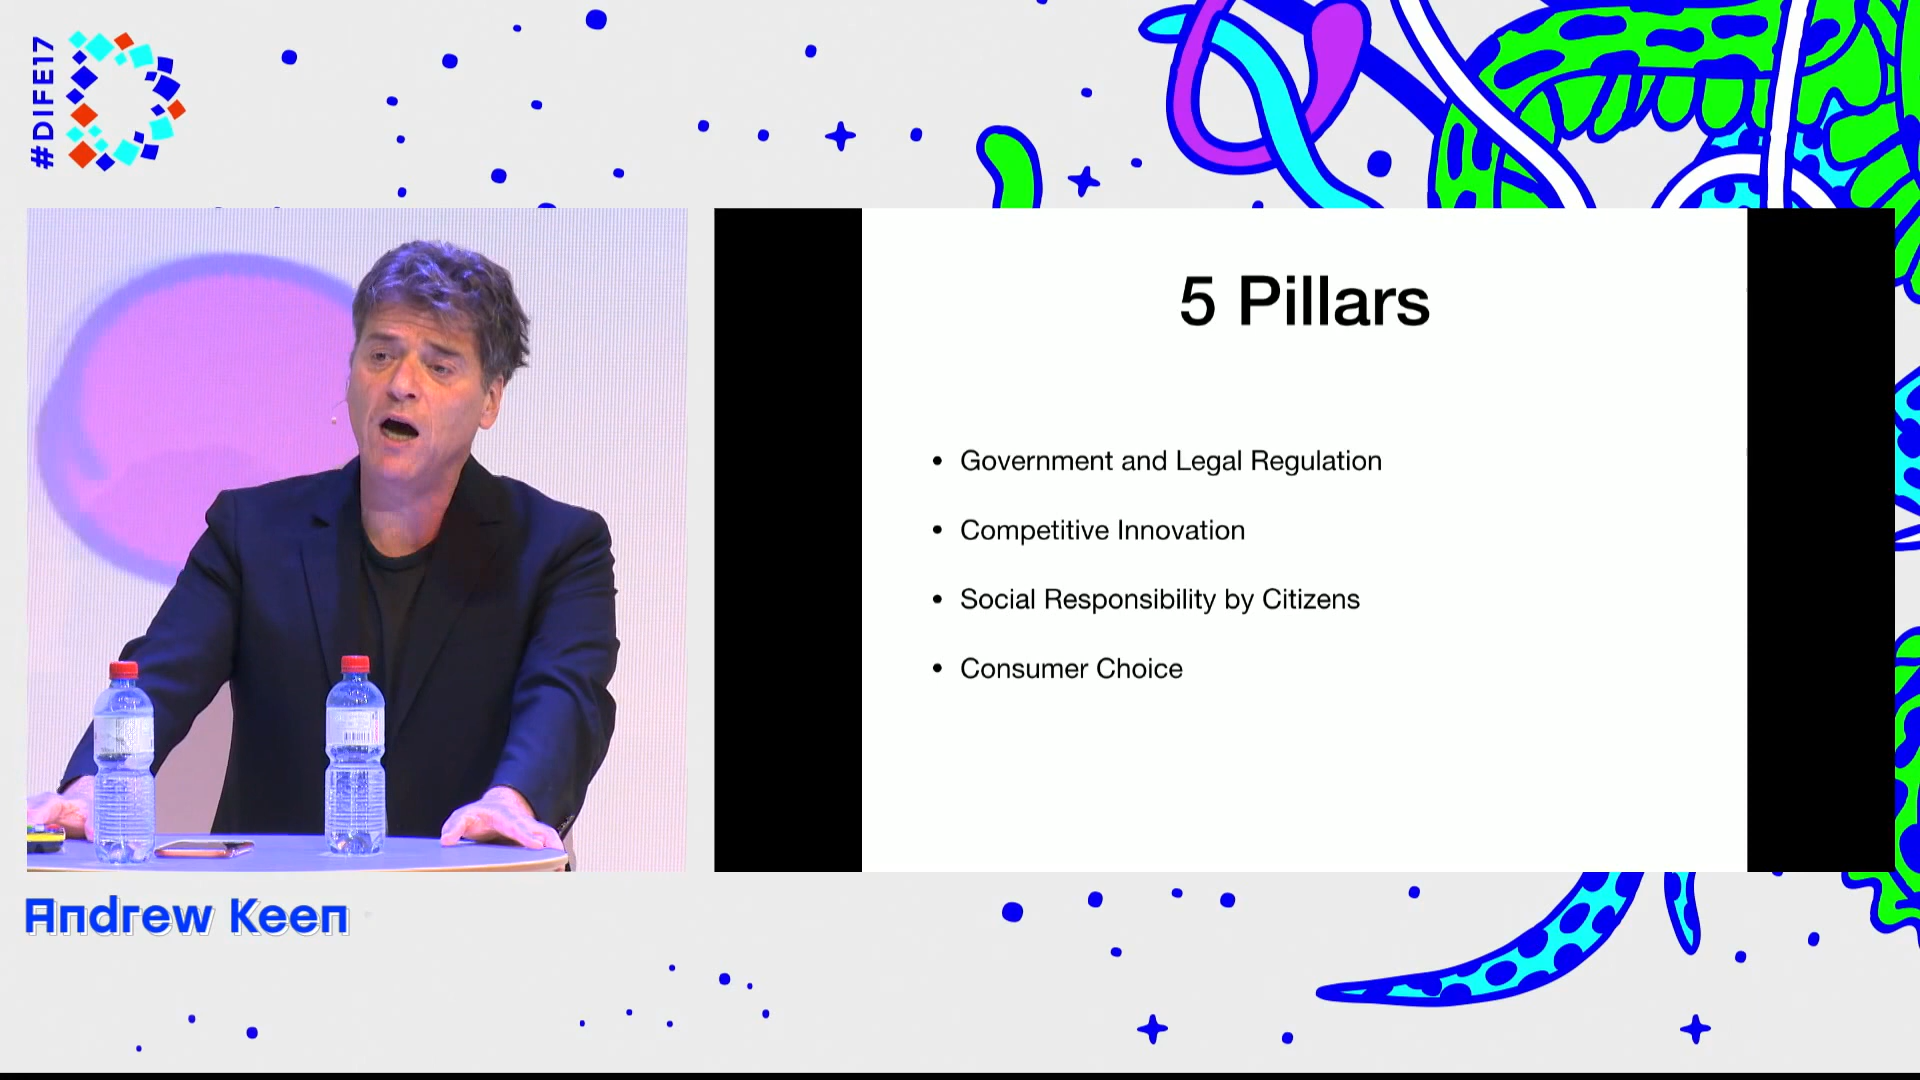 #DIFE17
5 Pillars
• Government and Legal Regulation
• Competitive Innovation
• Social Responsibility by Citizens
• Consumer Choice
Andrew Keen